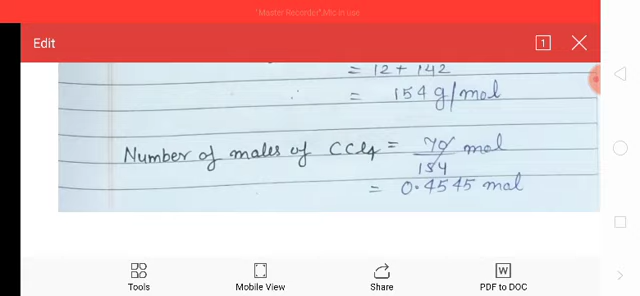 "Master Recorder",Mic in use
Edit
1
= 12 + 142
= 154 g/mol
Number of moles of CCl4 = 70/154 mol
= 0.4545 mol
Tools
Mobile View
Share
W
PDF to DOC